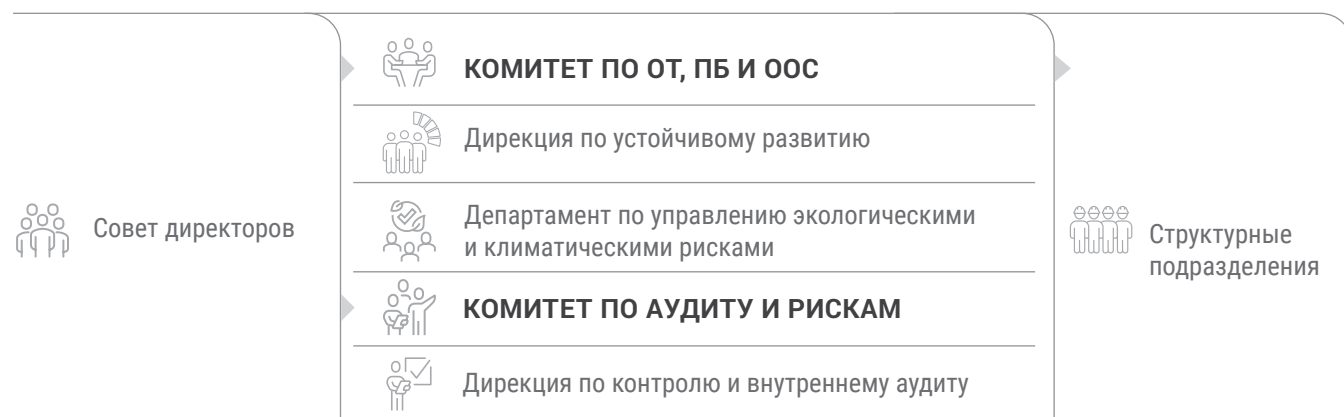 Совет директоров
КОМИТЕТ ПО ОТ, ПБ И ООС
Дирекция по устойчивому развитию
Департамент по управлению экологическими
и климатическими рисками
КОМИТЕТ ПО АУДИТУ И РИСКАМ
Дирекция по контролю и внутреннему аудиту
Структурные
подразделения